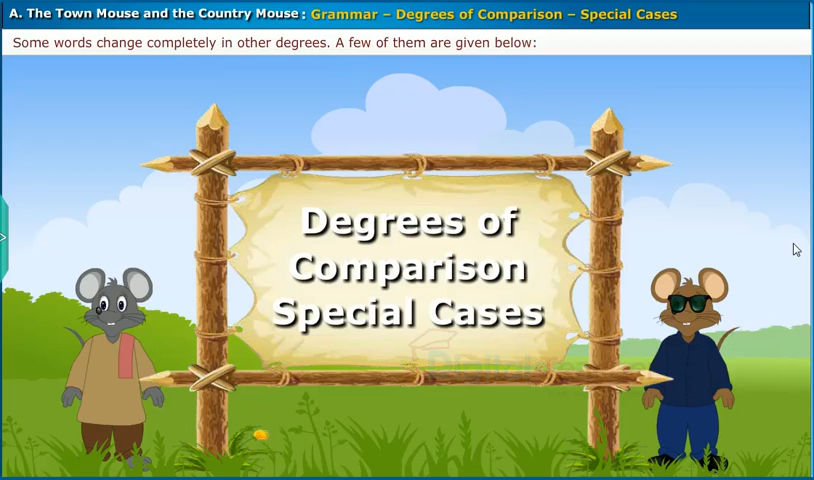 A. The Town Mouse and the Country Mouse : Grammar – Degrees of Comparison – Special Cases
Some words change completely in other degrees. A few of them are given below:
Degrees of
Comparison
Special Cases